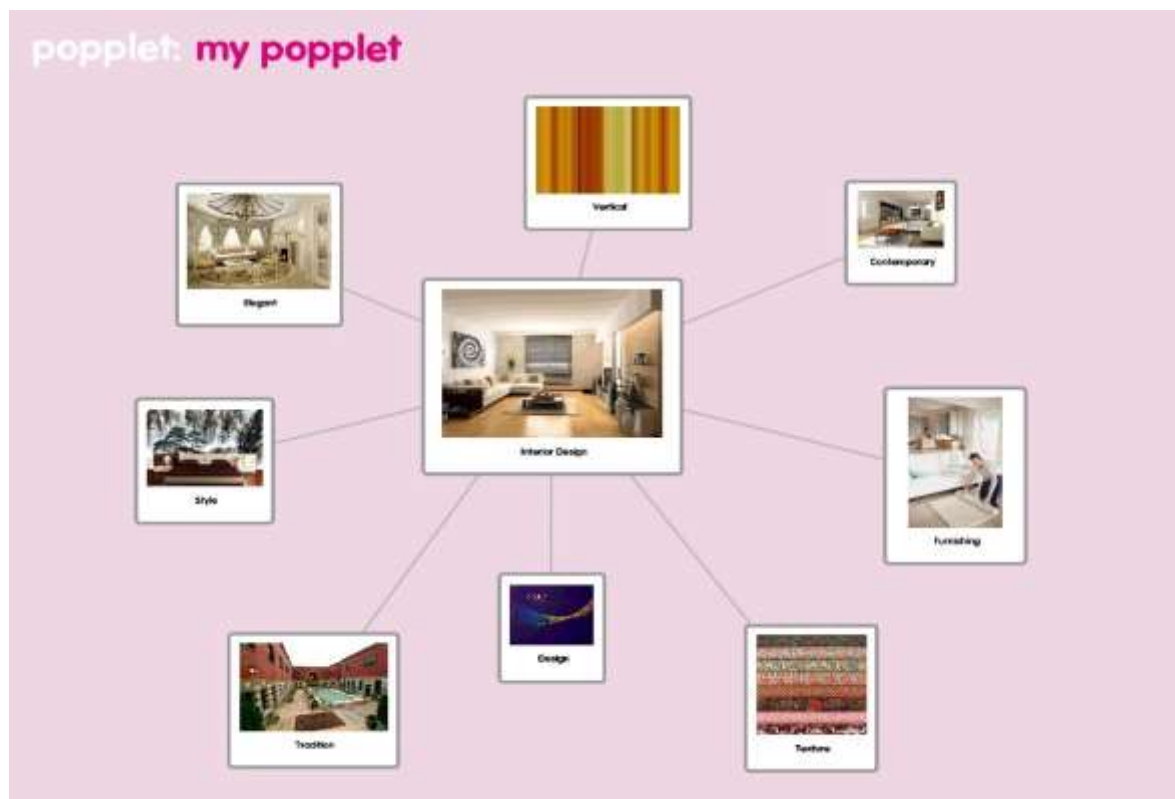 popplet: my popplet
Vertical
Elegant
Contemporary
Interior Design
Style
Furnishing
Design
Tradition
Texture